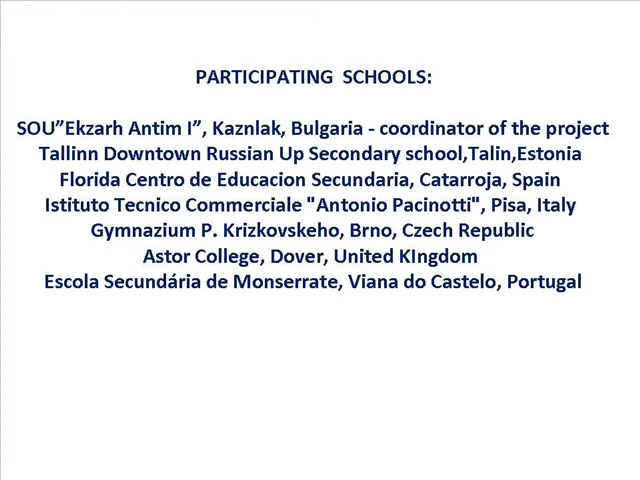 PARTICIPATING SCHOOLS:
SOU”Ekzarh Antim I”, Kaznlak, Bulgaria - coordinator of the project
Tallinn Downtown Russian Up Secondary school,Talin,Estonia
Florida Centro de Educacion Secundaria, Catarroja, Spain
Istituto Tecnico Commerciale "Antonio Pacinotti", Pisa, Italy
Gymnazium P. Krizkovskeho, Brno, Czech Republic
Astor College, Dover, United KIngdom
Escola Secundária de Monserrate, Viana do Castelo, Portugal